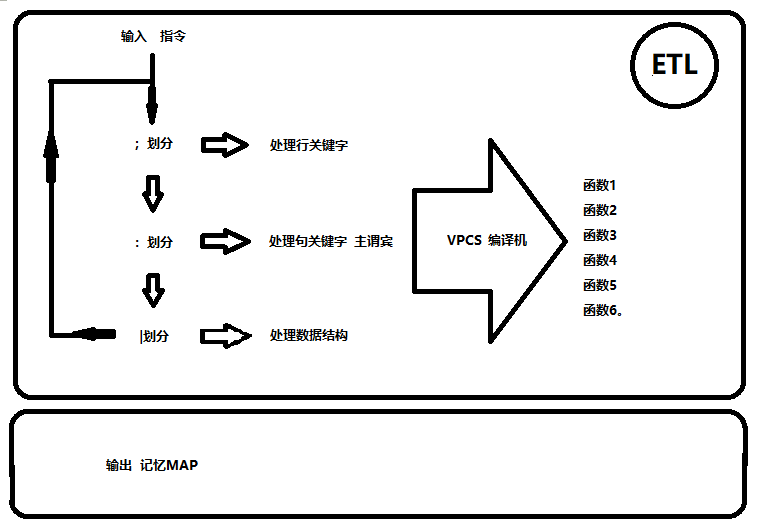 输入 指令
ETL
; 划分
处理行关键字
: 划分
处理句关键字 主谓宾
|划分
处理数据结构
VPCS 编译机
函数1
函数2
函数3
函数4
函数5
函数6。
输出 记忆MAP